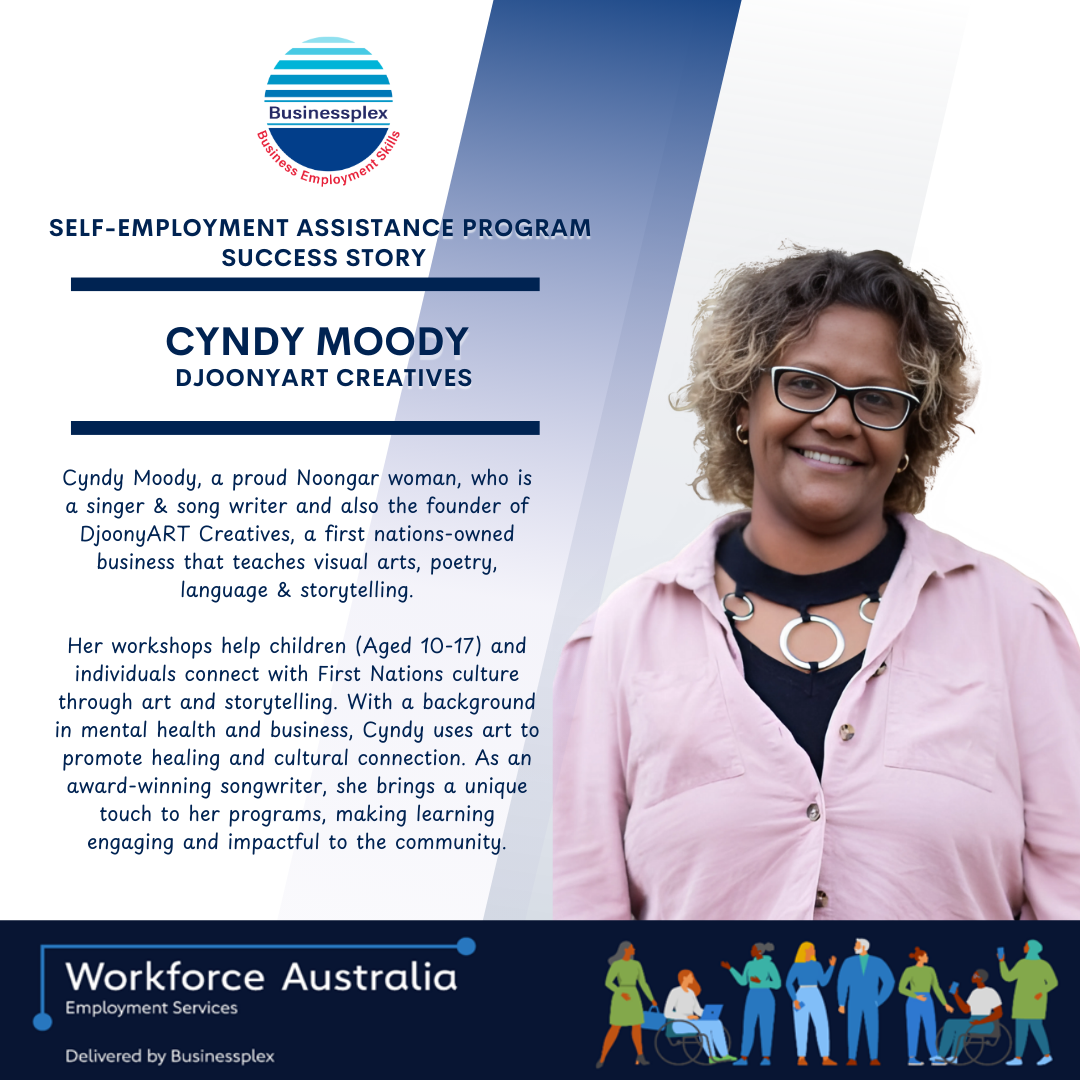 Businessplex
Business Employment Skills
SELF-EMPLOYMENT ASSISTANCE PROGRAM
SUCCESS STORY
CYNDY MOODY
DJOONYART CREATIVES
Cyndy Moody, a proud Noongar woman, who is
a singer & song writer and also the founder of
DjoonyART Creatives, a first nations-owned
business that teaches visual arts, poetry,
language & storytelling.
Her workshops help children (Aged 10-17) and
individuals connect with First Nations culture
through art and storytelling. With a background
in mental health and business, Cyndy uses art to
promote healing and cultural connection. As an
award-winning songwriter, she brings a unique
touch to her programs, making learning
engaging and impactful to the community.
Workforce Australia
Employment Services
Delivered by Businessplex